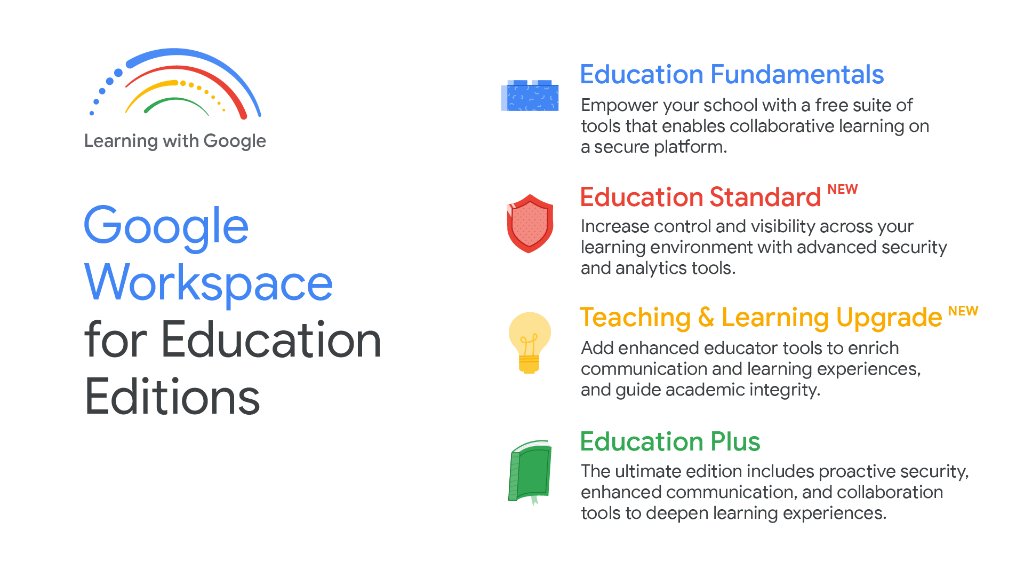 Learning with Google
Google
Workspace
for Education
Editions
Education Fundamentals
Empower your school with a free suite of
tools that enables collaborative learning on
a secure platform.
Education Standard NEW
Increase control and visibility across your
learning environment with advanced security
and analytics tools.
Teaching & Learning Upgrade NEW
Add enhanced educator tools to enrich
communication and learning experiences,
and guide academic integrity.
Education Plus
The ultimate edition includes proactive security,
enhanced communication, and collaboration
tools to deepen learning experiences.